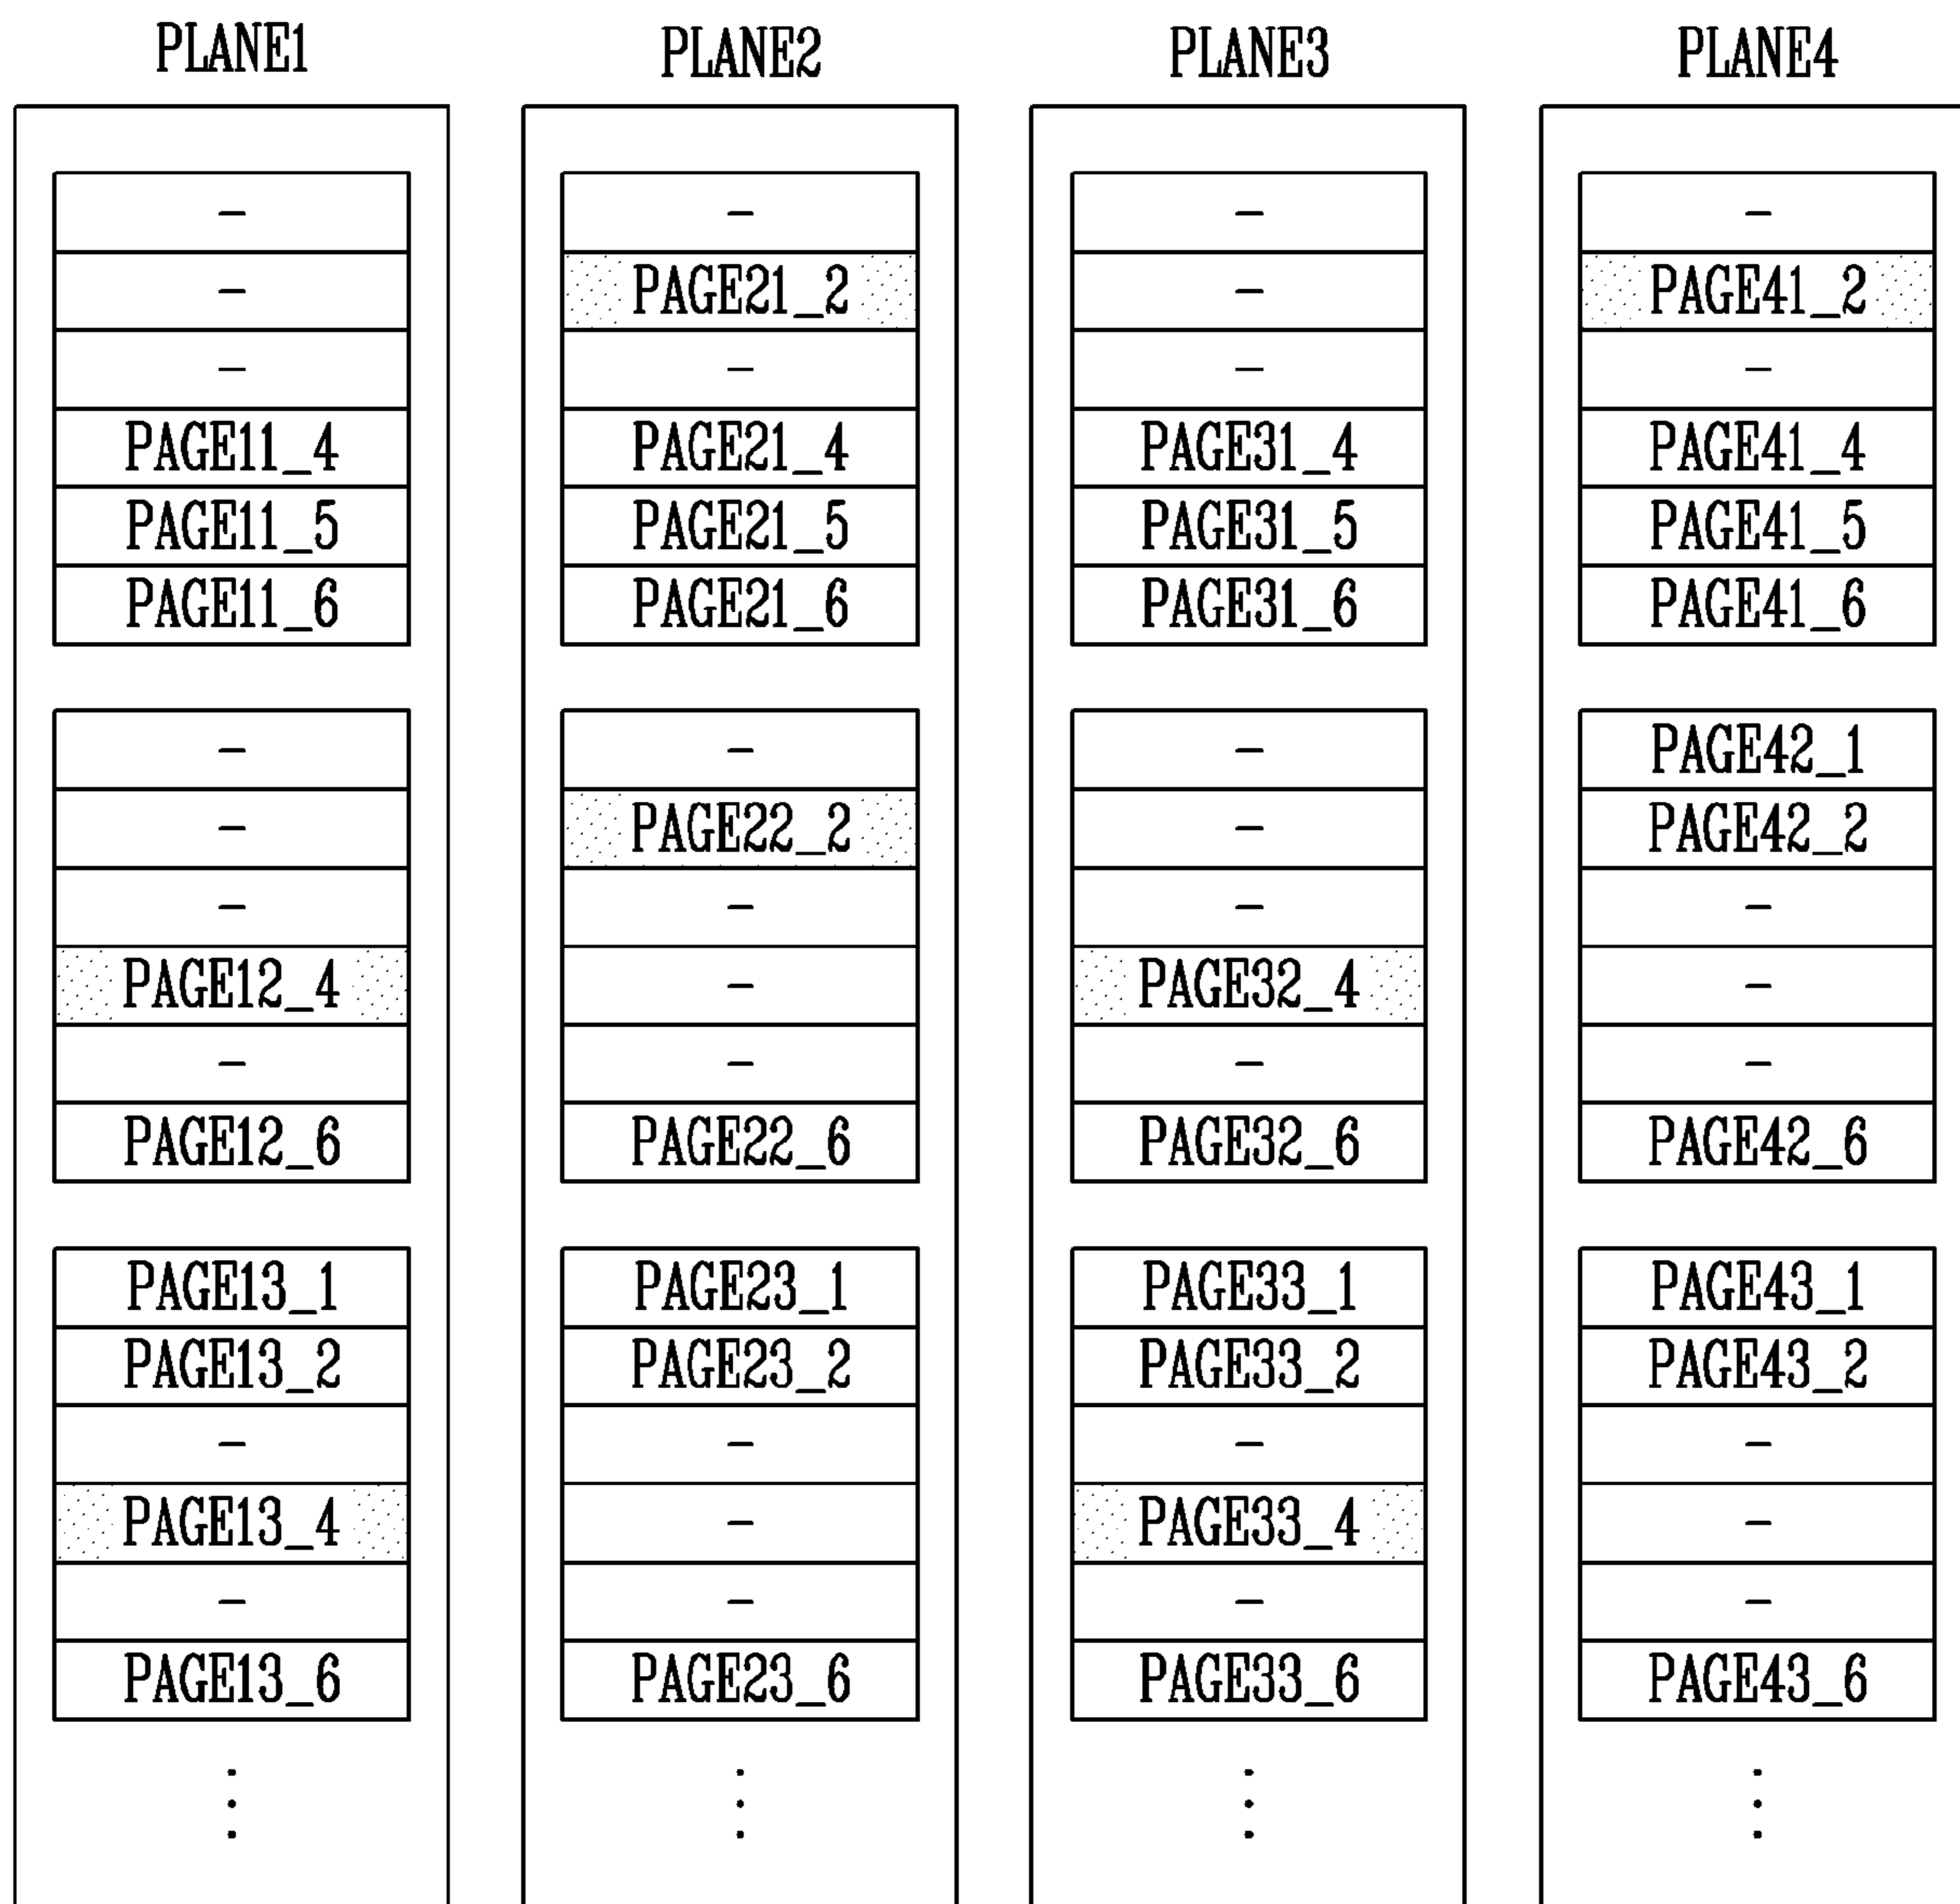 PLANE1 PLANE2 PLANE3 PLANE4
- - - -
- PAGE21_2 - PAGE41_2
- - - -
PAGE11_4 PAGE21_4 PAGE31_4 PAGE41_4
PAGE11_5 PAGE21_5 PAGE31_5 PAGE41_5
PAGE11_6 PAGE21_6 PAGE31_6 PAGE41_6
- - - PAGE42_1
- PAGE22_2 - PAGE42_2
- - - -
PAGE12_4 - PAGE32_4 -
- - - -
PAGE12_6 PAGE22_6 PAGE32_6 PAGE42_6
PAGE13_1 PAGE23_1 PAGE33_1 PAGE43_1
PAGE13_2 PAGE23_2 PAGE33_2 PAGE43_2
- - - -
PAGE13_4 - PAGE33_4 -
- - - -
PAGE13_6 PAGE23_6 PAGE33_6 PAGE43_6